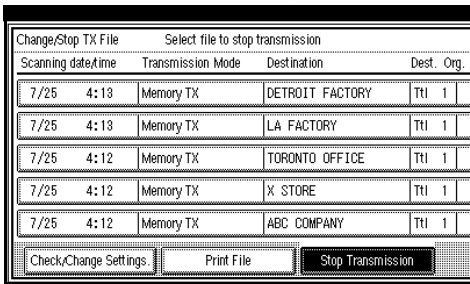 Change/Stop TX File Select file to stop transmission
Scanning date/time Transmission Mode Destination Dest. Org.
7/25 4:13 Memory TX DETROIT FACTORY Ttl 1
7/25 4:13 Memory TX LA FACTORY Ttl 1
7/25 4:12 Memory TX TORONTO OFFICE Ttl 1
7/25 4:12 Memory TX X STORE Ttl 1
7/25 4:12 Memory TX ABC COMPANY Ttl 1
Check/Change Settings. Print File Stop Transmission